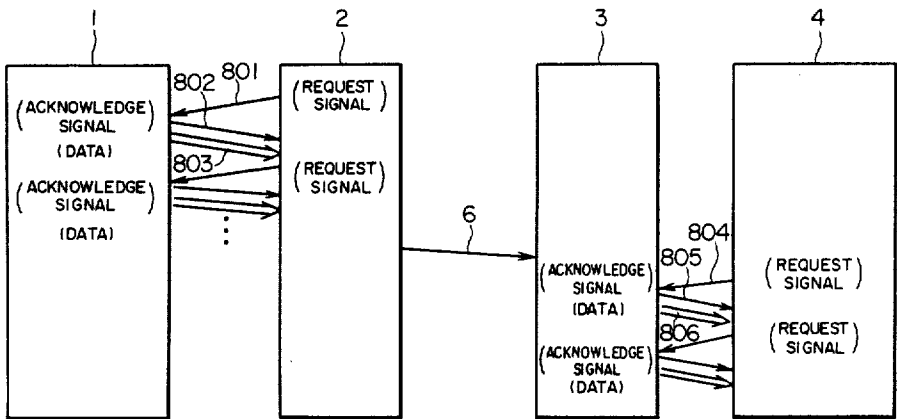 1
2
3
4
802
801
(ACKNOWLEDGE
SIGNAL)
(DATA)
803
(ACKNOWLEDGE
SIGNAL)
(DATA)
(REQUEST
SIGNAL)
(REQUEST
SIGNAL)
6
(ACKNOWLEDGE
SIGNAL)
(DATA)
(ACKNOWLEDGE
SIGNAL)
(DATA)
804
805
806
(REQUEST
SIGNAL)
(REQUEST
SIGNAL)